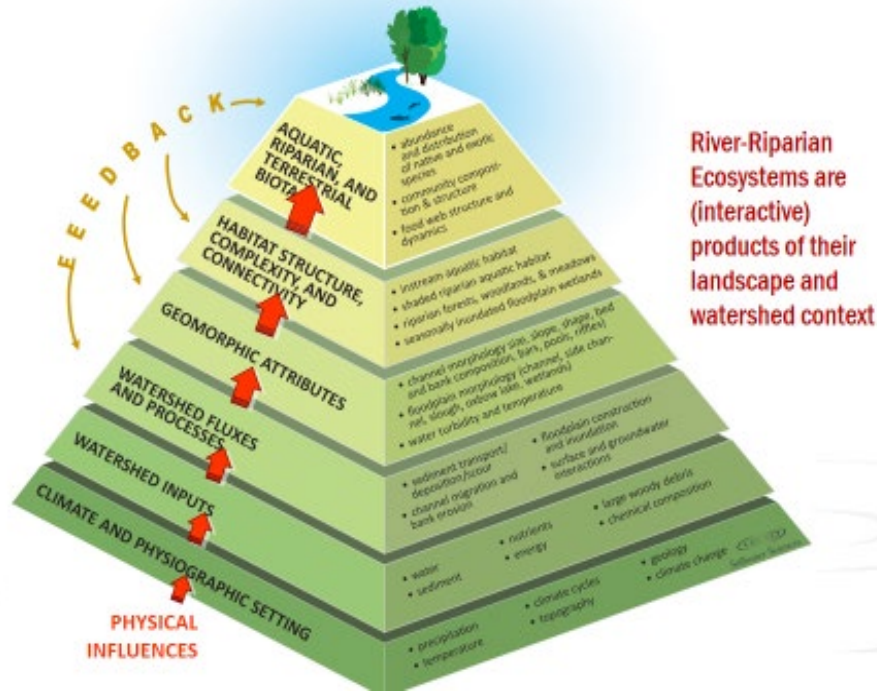 FEEDBACK
AQUATIC,
RIPARIAN, AND
TERRESTRIAL
BIOTA
• abundance
and distribution
of native and exotic
species
• community composi-
tion & structure
• food web structure and
dynamics
HABITAT STRUCTURE,
COMPLEXITY, AND
CONNECTIVITY
• instream aquatic habitat
• shaded riparian aquatic habitat
• riparian forests, woodlands, & meadows
• seasonally inundated floodplain wetlands
GEOMORPHIC ATTRIBUTES
• channel morphology size, slope, shape, bed
and bank composition, bars, pools, riffles)
• floodplain morphology (channel, side chan-
nel, slough, oxbow lake, wetlands)
• water turbidity and temperature
WATERSHED FLUXES
AND PROCESSES
• sediment transport/
deposition/scour
• channel migration and
bank erosion
• floodplain construction
and inundation
• surface and groundwater
interactions
WATERSHED INPUTS
• water
• sediment
• nutrients
• energy
• large woody debris
• chemical composition
CLIMATE AND PHYSIOGRAPHIC SETTING
• precipitation
• temperature
• climate cycles
• topography
• geology
• climate change
PHYSICAL
INFLUENCES
River-Riparian
Ecosystems are
(interactive)
products of their
landscape and
watershed context